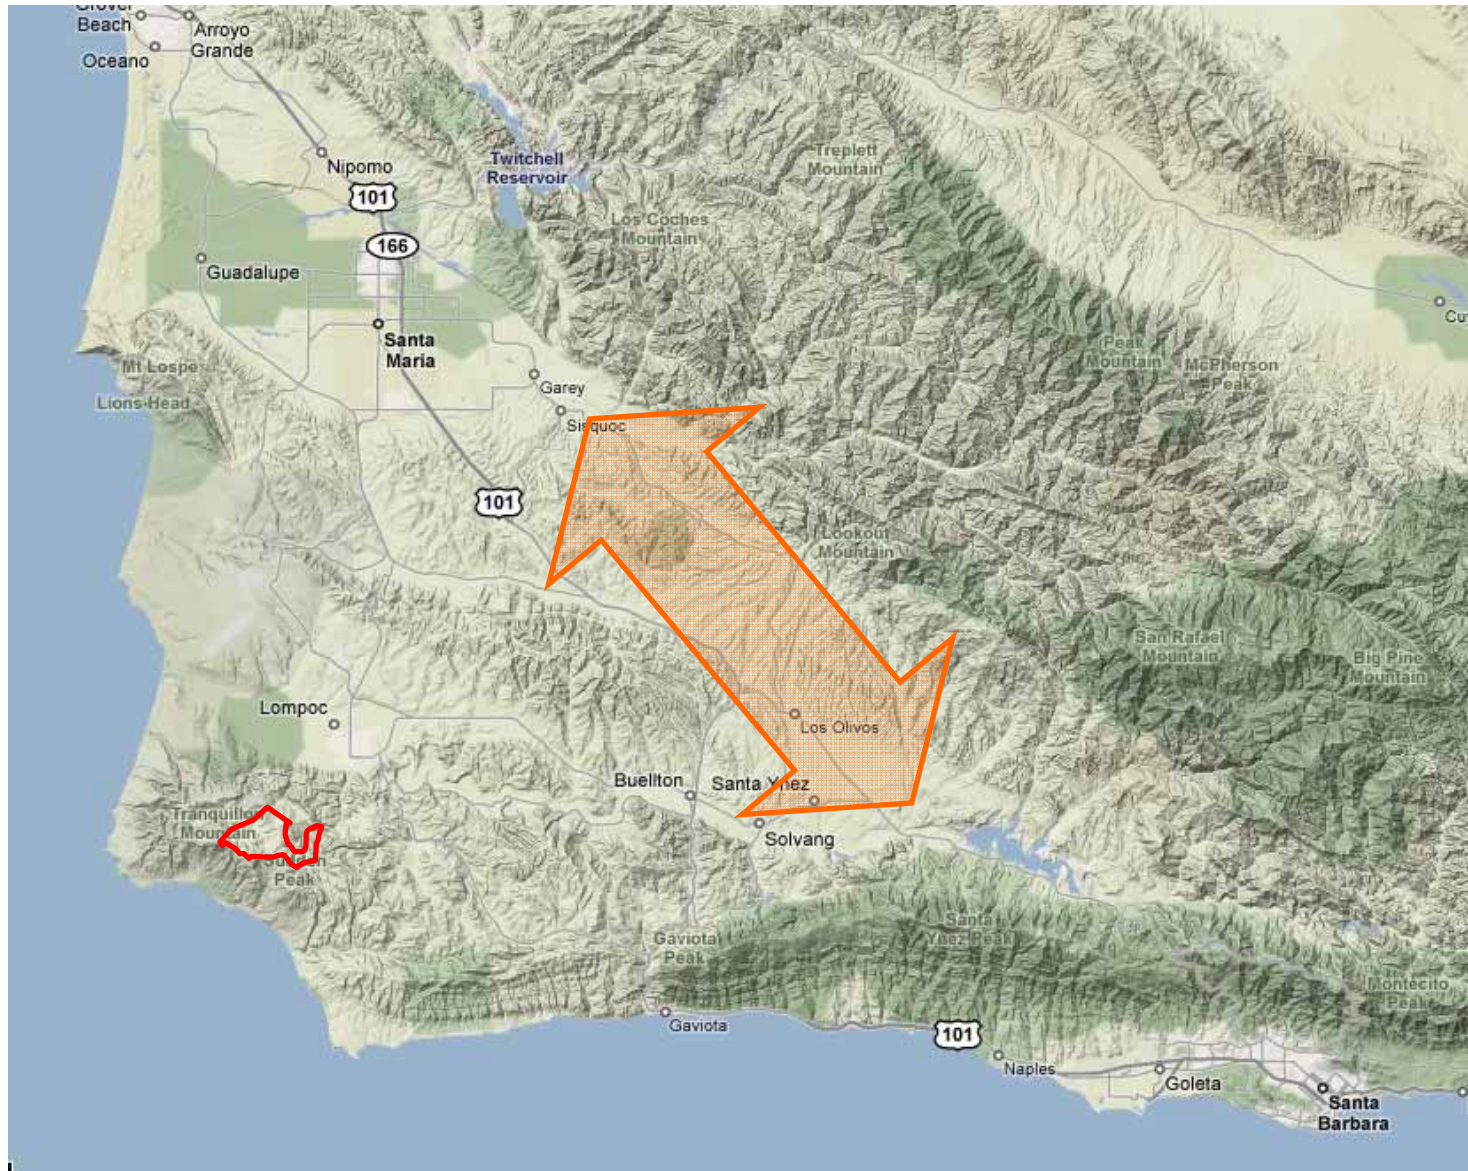 Grover
Beach
Arroyo
Grande
Oceano
Nipomo
101
Twitchell
Reservoir
Treplett
Mountain
Los Coches
Mountain
166
Guadalupe
Santa
Maria
Cu
Peak
Mountain
McPherson
Peak
Mt Lospe
Lions Head
Garey
Sisquoc
101
Lookout
Mountain
San Rafael
Mountain
Big Pine
Mountain
Lompoc
Los Olivos
Buellton
Santa Ynez
Solvang
Tranquillon
Mountain
Peak
Santa
Ynez Peak
Gaviota
Peak
Montecito
Peak
Gaviota
101
Naples
Goleta
Santa
Barbara